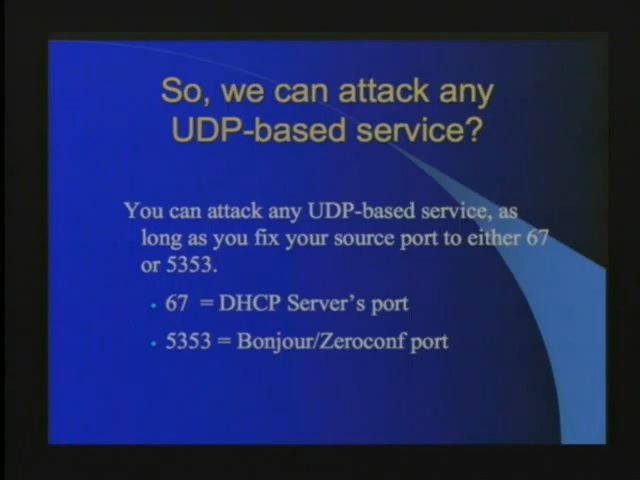 So, we can attack any
UDP-based service?
You can attack any UDP-based service, as
long as you fix your source port to either 67
or 5353.
• 67 = DHCP Server's port
• 5353 = Bonjour/Zeroconf port